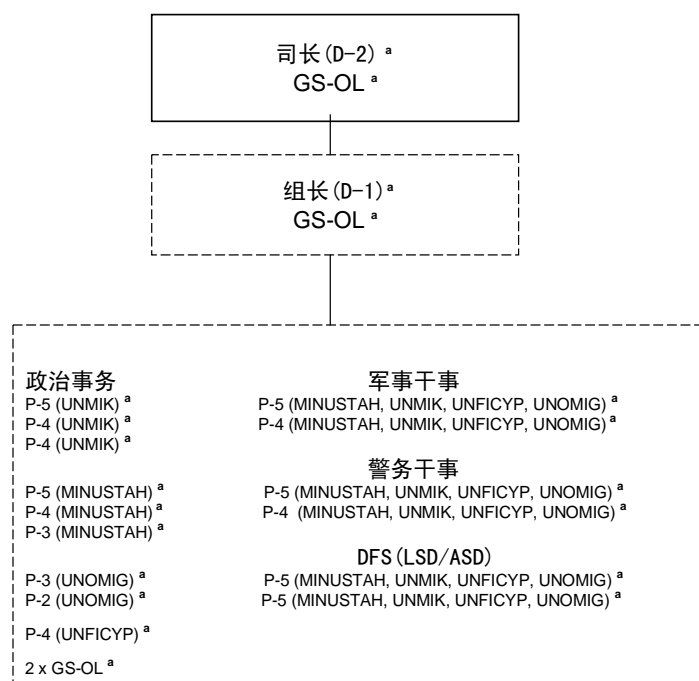 司长(D-2) a
GS-OL a
组长(D-1) a
GS-OL a
政治事务
P-5 (UNMIK) a
P-4 (UNMIK) a
P-4 (UNMIK) a
P-5 (MINUSTAH) a
P-4 (MINUSTAH) a
P-3 (MINUSTAH) a
P-3 (UNOMIG) a
P-2 (UNOMIG) a
P-4 (UNFICYP) a
2 x GS-OL a
军事干事
P-5 (MINUSTAH, UNMIK, UNFICYP, UNOMIG) a
P-4 (MINUSTAH, UNMIK, UNFICYP, UNOMIG) a
警务干事
P-5 (MINUSTAH, UNMIK, UNFICYP, UNOMIG) a
P-4 (MINUSTAH, UNMIK, UNFICYP, UNOMIG) a
DFS(LSD/ASD)
P-5 (MINUSTAH, UNMIK, UNFICYP, UNOMIG) a
P-5 (MINUSTAH, UNMIK, UNFICYP, UNOMIG) a